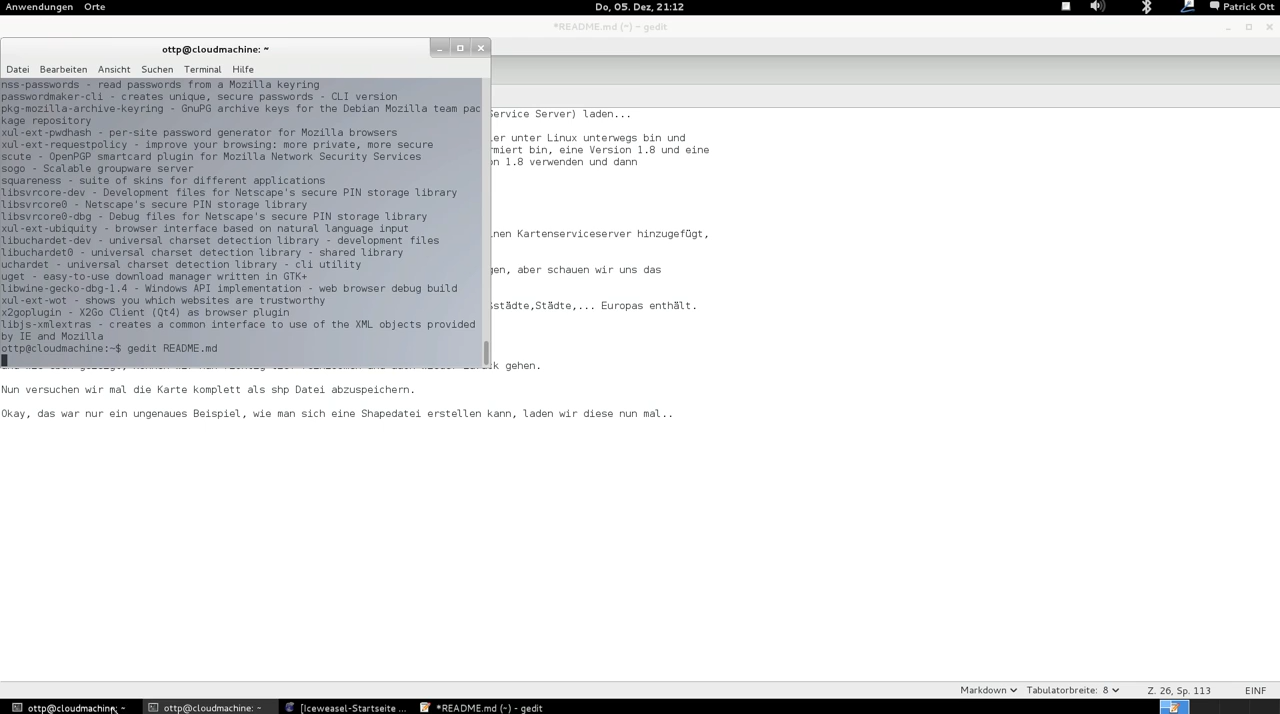 Anwendungen Orte Do, 05. Dez, 21:12 Patrick Ott
*README.md (~) - gedit
ottp@cloudmachine: ~
Datei Bearbeiten Ansicht Suchen Terminal Hilfe
nss-passwords - read passwords from a Mozilla keyring
passwordmaker-cli - creates unique, secure passwords - CLI version
pkg-mozilla-archive-keyring - GnuPG archive keys for the Debian Mozilla team pac
kage repository
xul-ext-pwdhash - per-site password generator for Mozilla browsers
xul-ext-requestpolicy - improve your browsing: more private, more secure
scute - OpenPGP smartcard plugin for Mozilla Network Security Services
sogo - Scalable groupware server
squareness - suite of skins for different applications
libsvrcore-dev - Development files for Netscape's secure PIN storage library
libsvrcore0 - Netscape's secure PIN storage library
libsvrcore0-dbg - Debug files for Netscape's secure PIN storage library
xul-ext-ubiquity - browser interface based on natural language input
libuchardet-dev - universal charset detection library - development files
libuchardet0 - universal charset detection library - shared library
uchardet - universal charset detection library - cli utility
uget - easy-to-use download manager written in GTK+
libwine-gecko-dbg-1.4 - Windows API implementation - web browser debug build
xul-ext-wot - shows you which websites are trustworthy
x2goplugin - X2Go Client (Qt4) as browser plugin
libjs-xmlextras - creates a common interface to use of the XML objects provided
by IE and Mozilla
ottp@cloudmachine:~$ gedit README.md
ervice Server) laden...
er unter Linux unterwegs bin und
rmiert bin, eine Version 1.8 und eine
on 1.8 verwenden und dann
inen Kartenserviceserver hinzugefügt,
gen, aber schauen wir uns das
sstädte,Städte,... Europas enthält.
ück gehen.
Nun versuchen wir mal die Karte komplett als shp Datei abzuspeichern.
Okay, das war nur ein ungenaues Beispiel, wie man sich eine Shapedatei erstellen kann, laden wir diese nun mal..
Markdown Tabulatorbreite: 8 Z. 26, Sp. 113 EINF
ottp@cloudmachine: ~ ottp@cloudmachine: ~ [Iceweasel-Startseite ... *README.md (~) - gedit